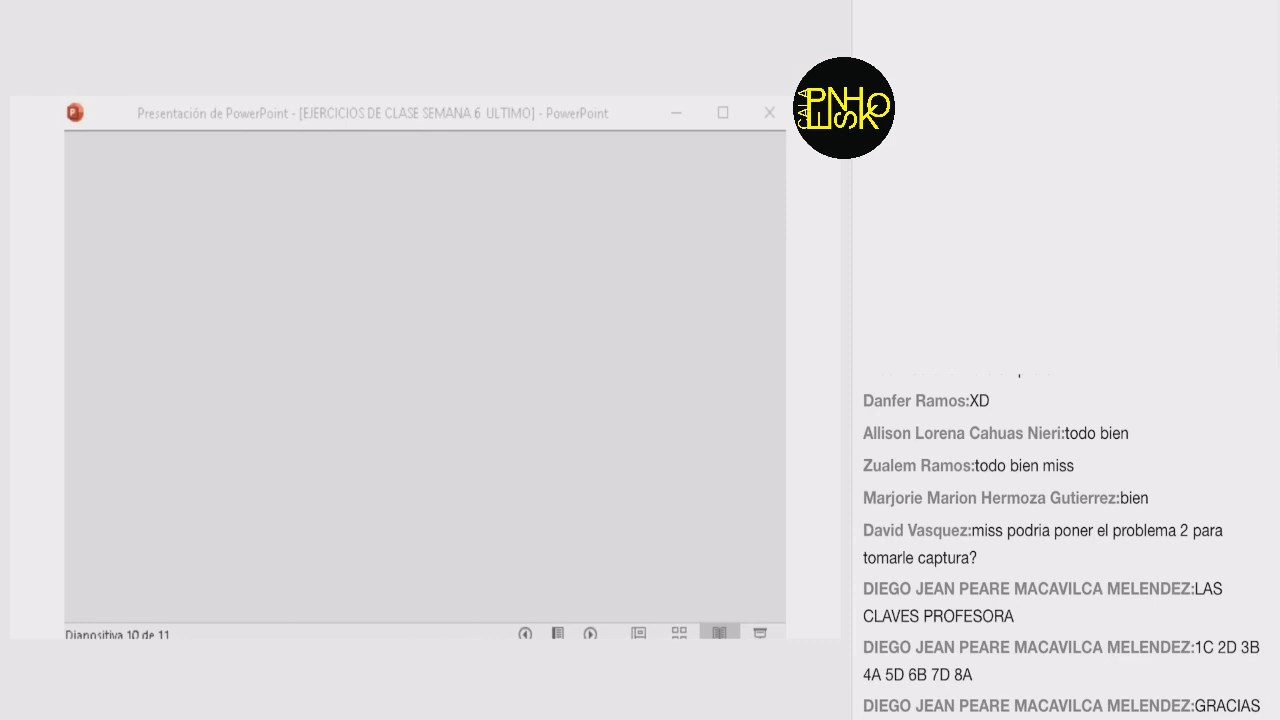 Presentación de PowerPoint - [EJERCICIOS DE CLASE SEMANA 6 ULTIMO] - PowerPoint
CALA
PENHO
ESK
Danfer Ramos:XD
Allison Lorena Cahuas Nieri:todo bien
Zualem Ramos:todo bien miss
Marjorie Marion Hermoza Gutierrez:bien
David Vasquez:miss podria poner el problema 2 para
tomarle captura?
DIEGO JEAN PEARE MACAVILCA MELENDEZ:LAS
CLAVES PROFESORA
DIEGO JEAN PEARE MACAVILCA MELENDEZ:1C 2D 3B
4A 5D 6B 7D 8A
DIEGO JEAN PEARE MACAVILCA MELENDEZ:GRACIAS
Diapositiva 10 de 11